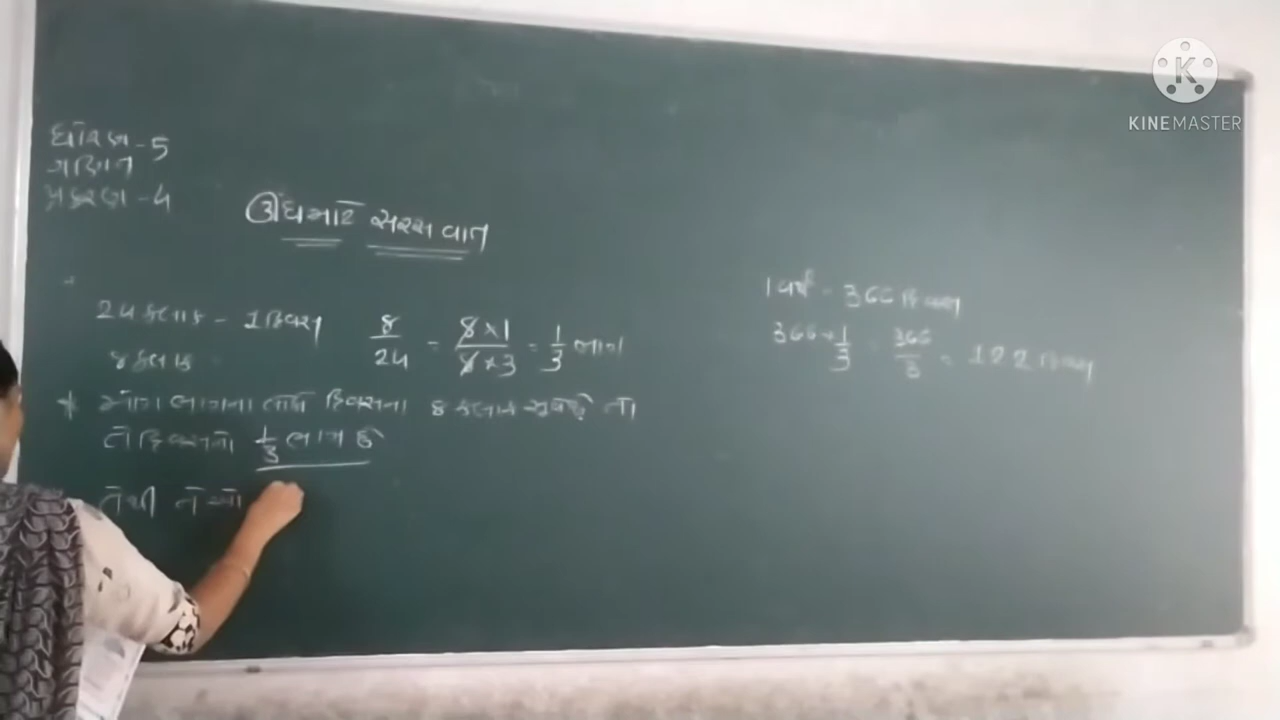 ધોરણ-5
ગણિત
પ્રકરણ-4
ઊંઘ માટે સરસ વાત
24 કલાક - 1 દિવસ
8 કલાક
8/24 = 8×1/8×3 = 1/3 ભાગ
* મોટા ભાગના લોકો દિવસના 8 કલાક સુવે છે તો
તે દિવસનો 1/3 ભાગ છે
તેથી તેઓ
1 વર્ષ = 366 દિવસ
366 × 1/3 = 366/3 = 122 દિવસ
KINEMASTER